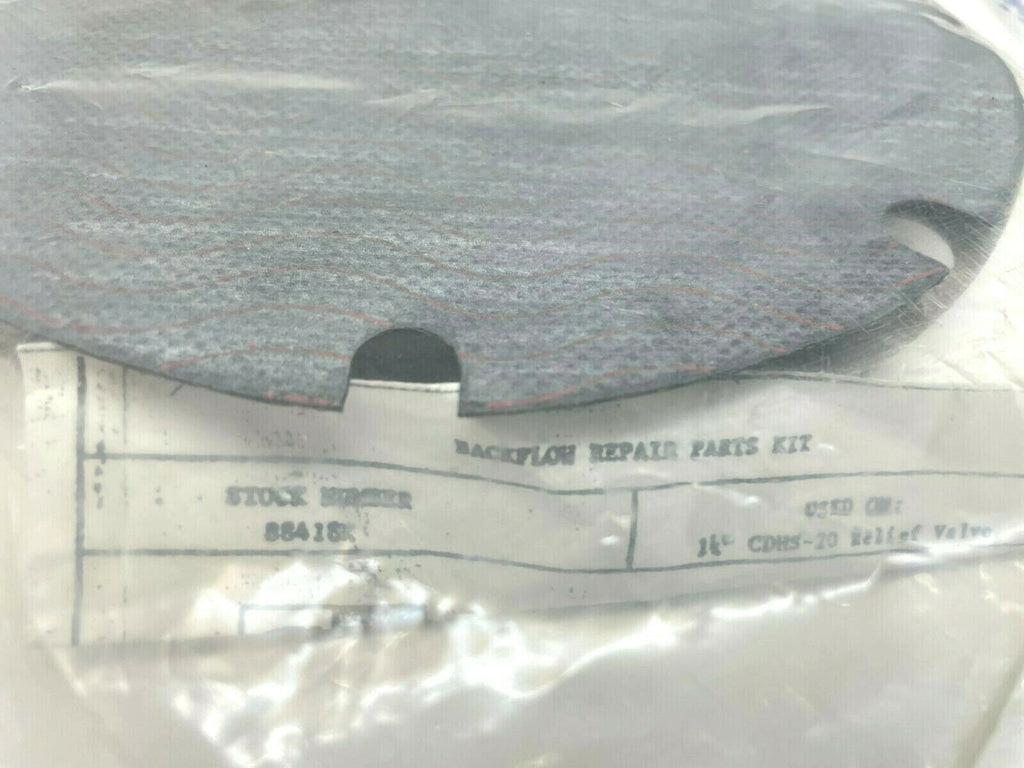 BACKFLOW REPAIR PARTS KIT
STOCK NUMBER
88418K
USED ON:
1¼" CDHS-20 Relief Valve